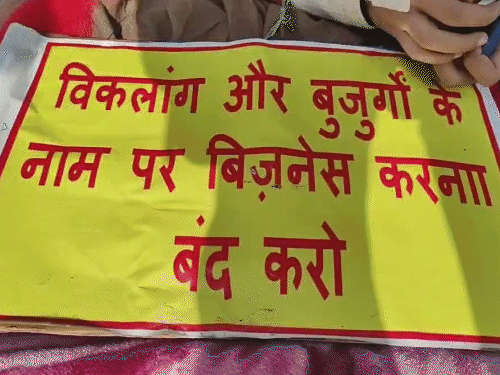 विकलांग और बुजुर्गों के
नाम पर बिज़नेस करनाा
बंद करो